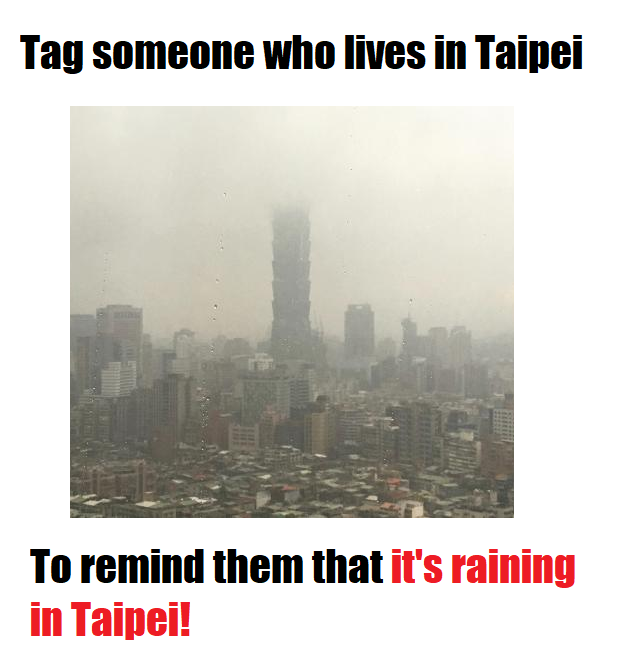 Tag someone who lives in Taipei
To remind them that it's raining
in Taipei!